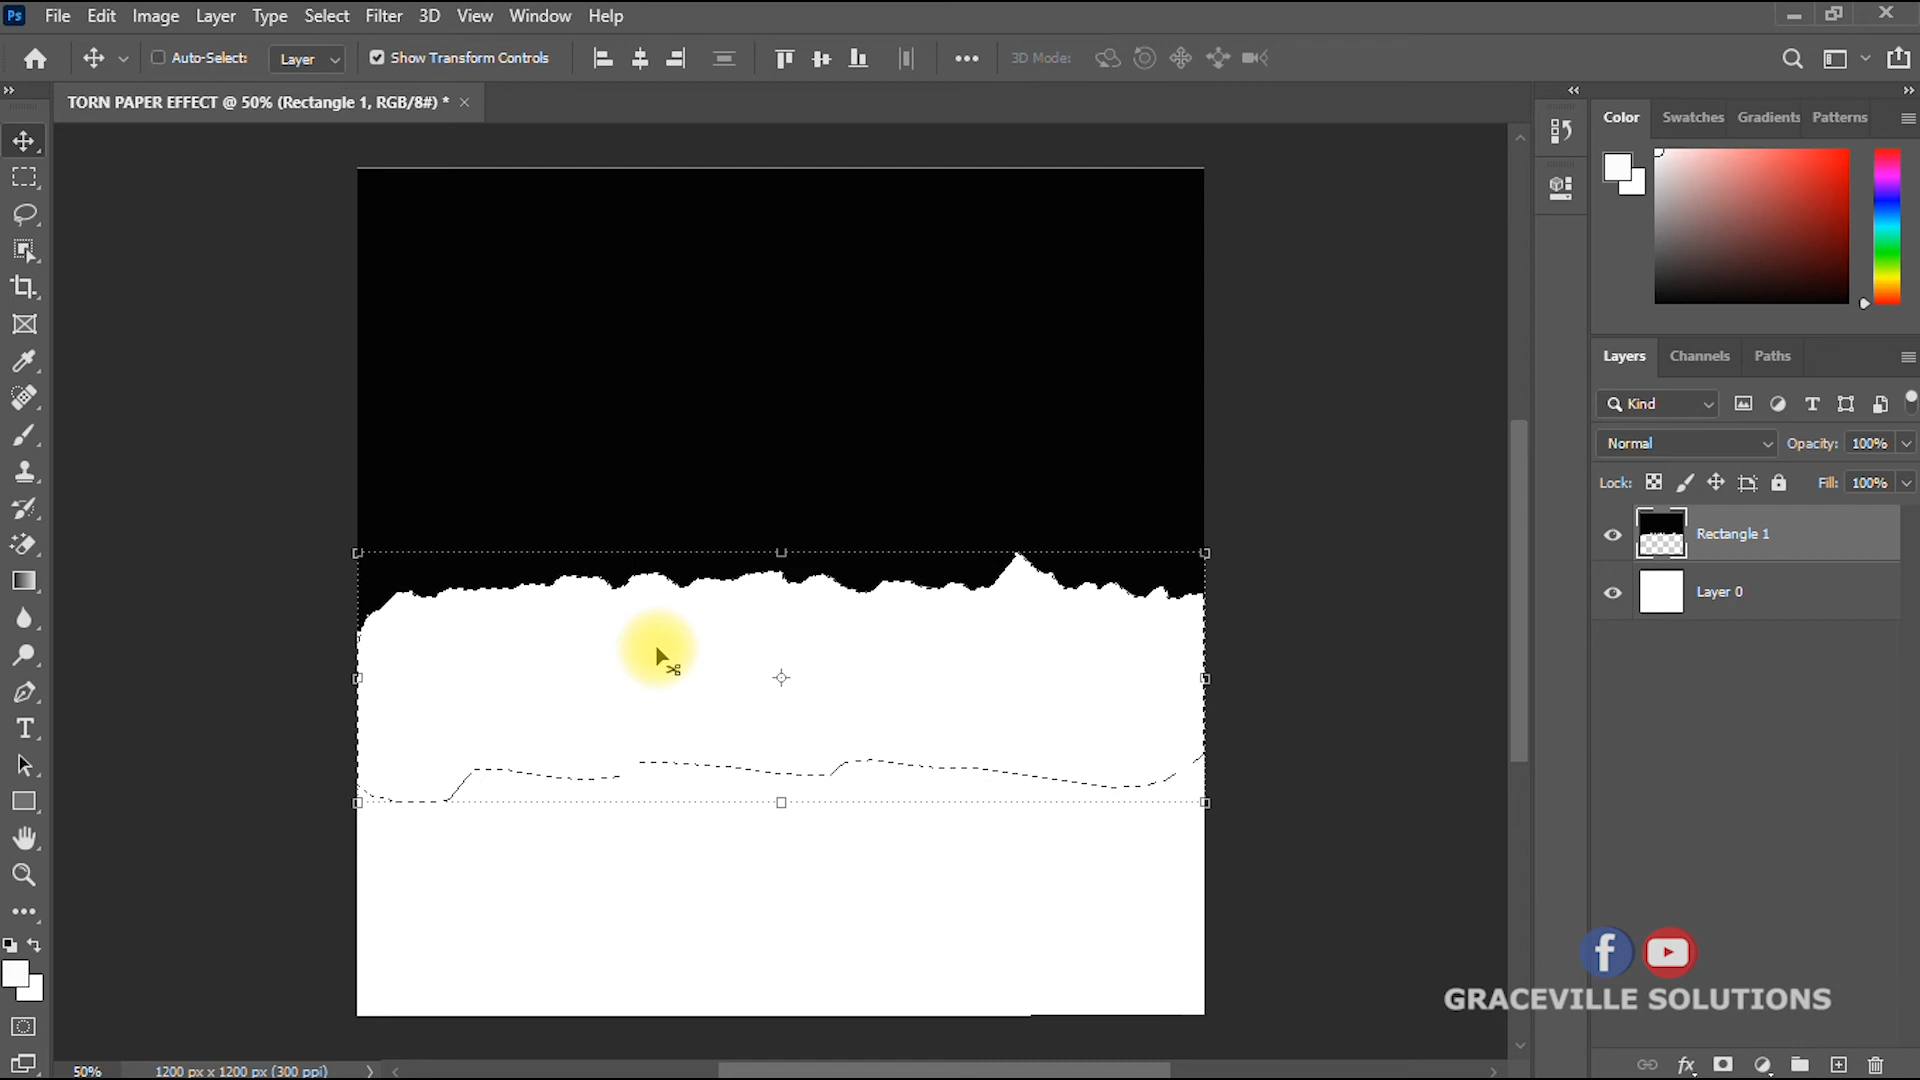 Ps File Edit Image Layer Type Select Filter 3D View Window Help
Auto-Select: Layer Show Transform Controls 3D Mode:
TORN PAPER EFFECT @ 50% (Rectangle 1, RGB/8#) *
Color Swatches Gradients Patterns
Layers Channels Paths
Kind
Normal Opacity: 100%
Lock: Fill: 100%
Rectangle 1
Layer 0
GRACEVILLE SOLUTIONS
50% 1200 px x 1200 px (300 ppi)